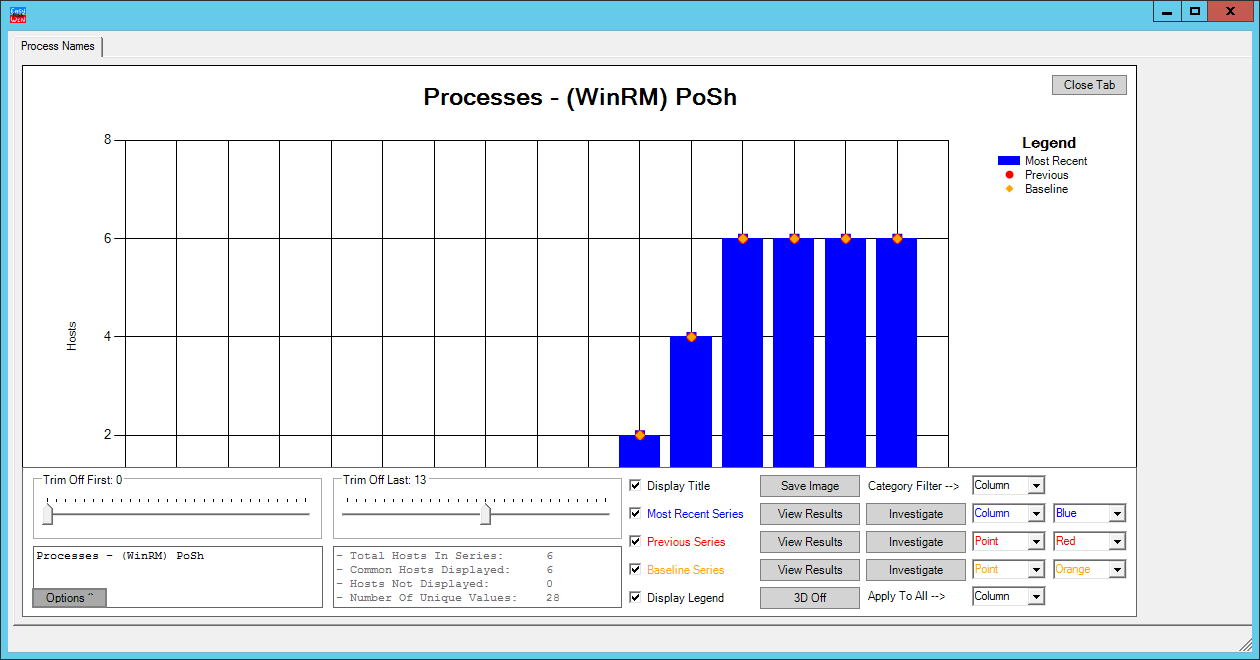 Easy
Win
Process Names
Close Tab
Processes - (WinRM) PoSh
Legend
Most Recent
Previous
Baseline
8
6
4
2
Hosts
Trim Off First: 0
Trim Off Last: 13
Processes - (WinRM) PoSh
Options ^
- Total Hosts In Series: 6
- Common Hosts Displayed: 6
- Hosts Not Displayed: 0
- Number Of Unique Values: 28
Display Title Save Image Category Filter --> Column
Most Recent Series View Results Investigate Column Blue
Previous Series View Results Investigate Point Red
Baseline Series View Results Investigate Point Orange
Display Legend 3D Off Apply To All --> Column